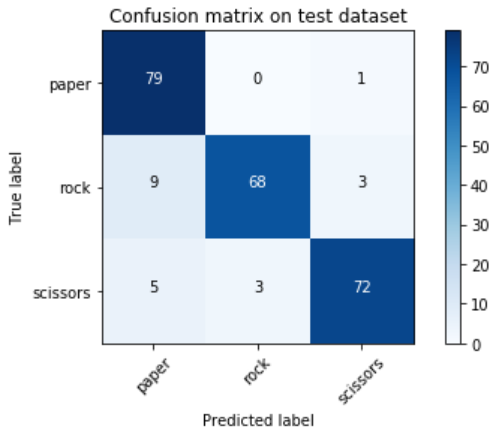 Confusion matrix on test dataset
True label
paper 79 0 1
rock 9 68 3
scissors 5 3 72
paper rock scissors
Predicted label
70
60
50
40
30
20
10
0